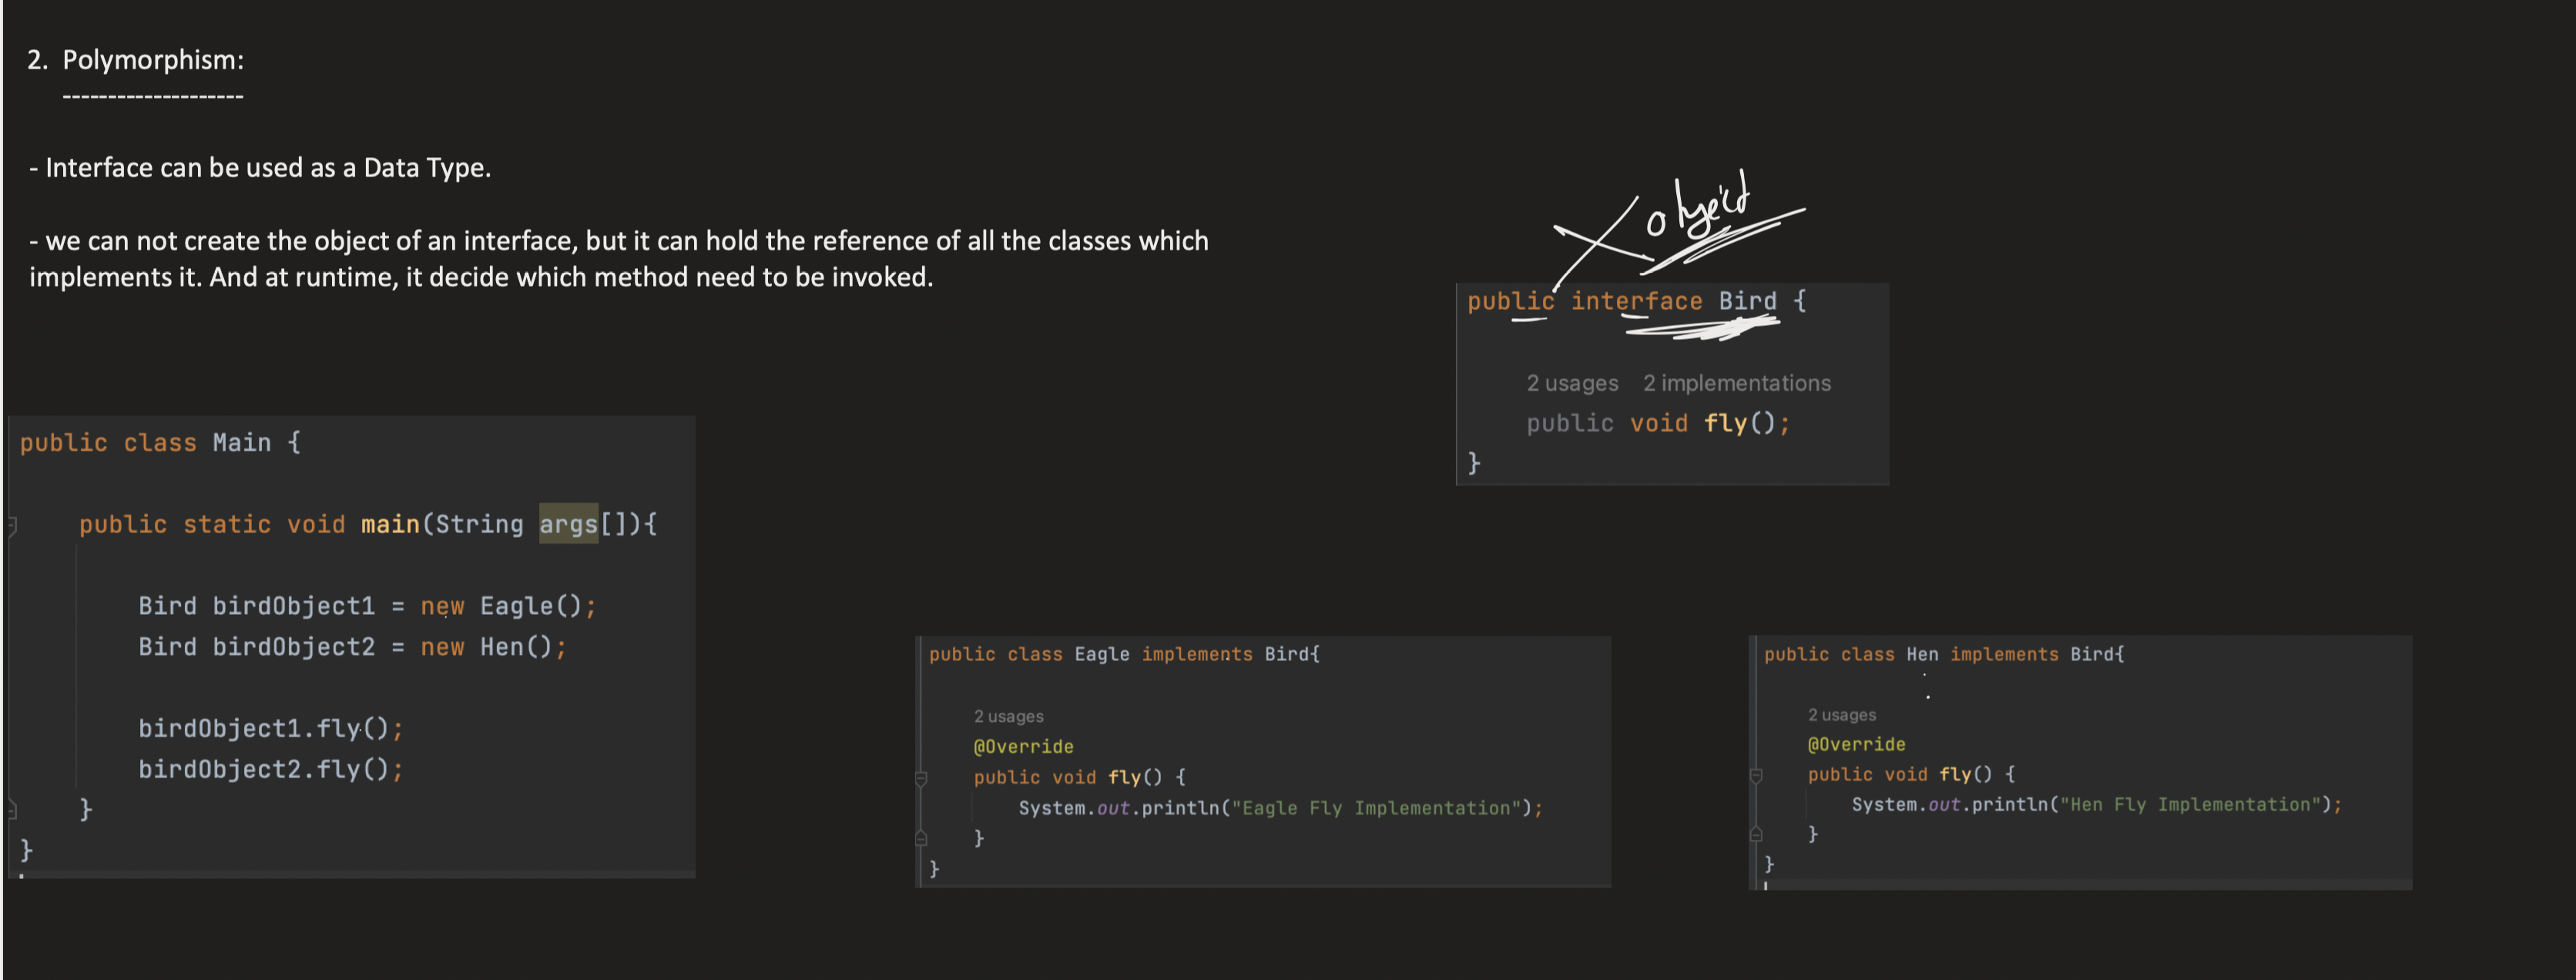 2. Polymorphism:
--------------------
- Interface can be used as a Data Type.
- we can not create the object of an interface, but it can hold the reference of all the classes which
implements it. And at runtime, it decide which method need to be invoked.
object
public interface Bird {
2 usages 2 implementations
public void fly();
}
public class Main {
public static void main(String args[]){
Bird birdObject1 = new Eagle();
Bird birdObject2 = new Hen();
birdObject1.fly();
birdObject2.fly();
}
}
public class Eagle implements Bird{
2 usages
@Override
public void fly() {
System.out.println("Eagle Fly Implementation");
}
}
public class Hen implements Bird{
2 usages
@Override
public void fly() {
System.out.println("Hen Fly Implementation");
}
}